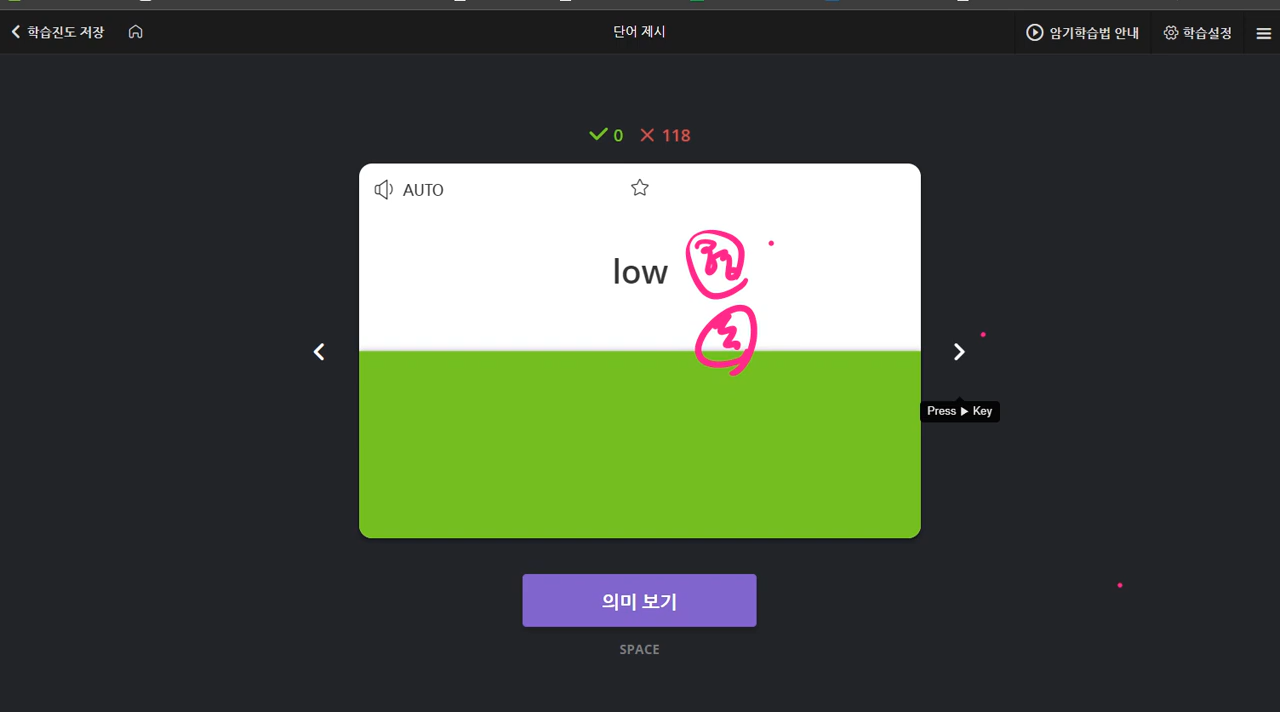 학습진도 저장
단어 제시
암기학습법 안내
학습설정
0 118
AUTO
low
Press ▶ Key
의미 보기
SPACE